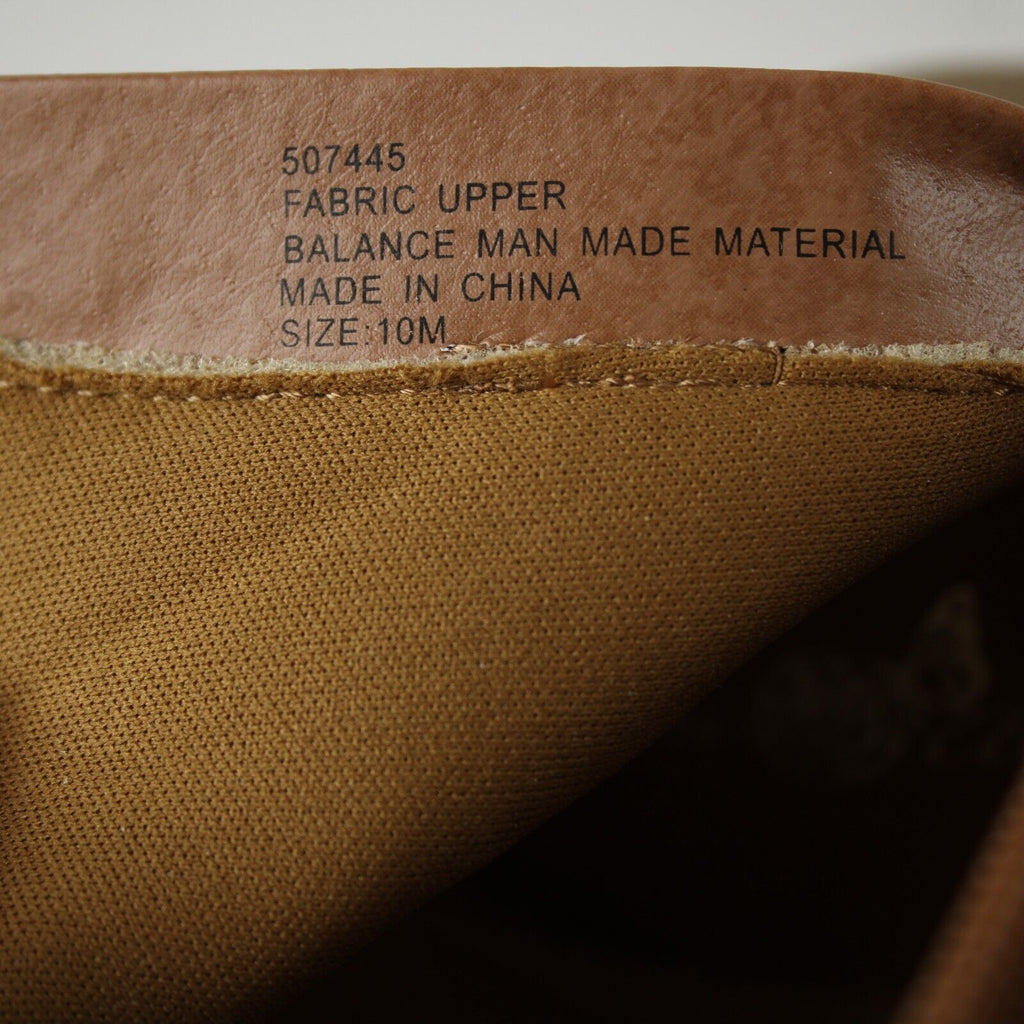 507445
FABRIC UPPER
BALANCE MAN MADE MATERIAL
MADE IN CHINA
SIZE:10M